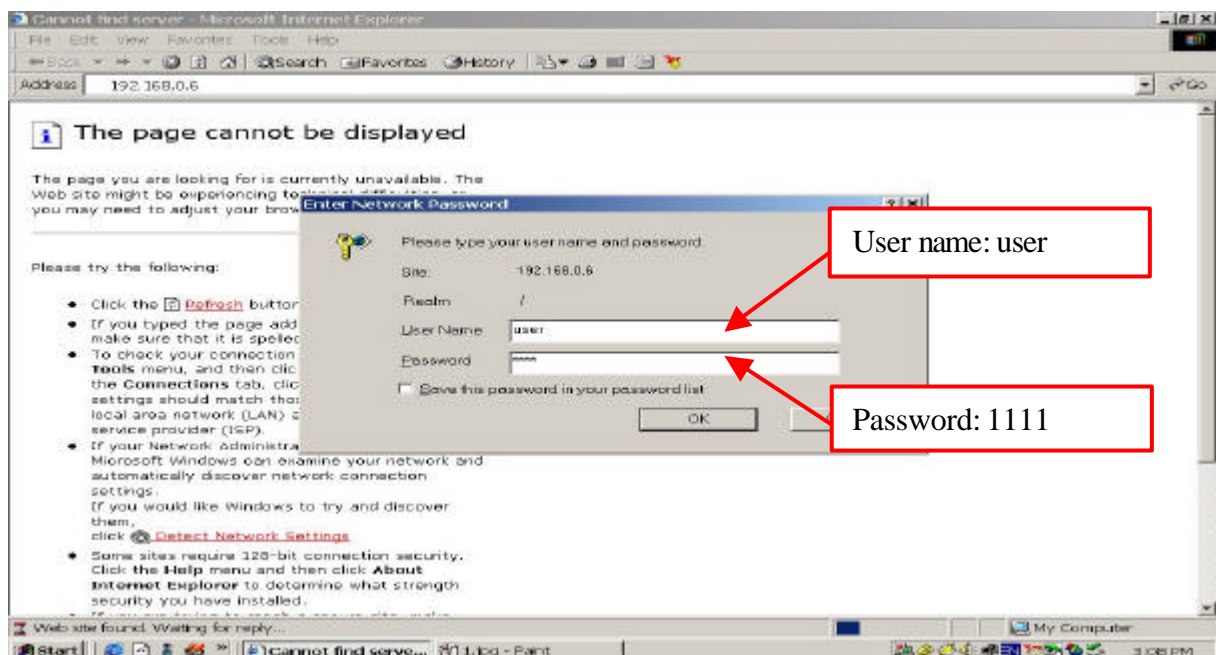 Cannot find server - Microsoft Internet Explorer
File Edit View Favorites Tools Help
Back Search Favorites History
Address 192.168.0.6 Go
The page cannot be displayed
The page you are looking for is currently unavailable. The
Web site might be experiencing
you may need to adjust your
Please try the following:
Click the Refresh button
If you typed the page
make sure that it is
To check your connection
Tools menu, and then
the Connections tab,
settings should match
local area network (LAN)
service provider (ISP).
If your Network
Microsoft Windows can examine your network and
automatically discover network connection
settings.
If you would like Windows to try and discover
them,
click Detect Network Settings
Some sites require 128-bit connection security.
Click the Help menu and then click About
Internet Explorer to determine what strength
security you have installed.
Enter Network Password
Please type your user name and password.
Site: 192.168.0.6
Realm /
User Name user
Password ****
Save this password in your password list
OK
User name: user
Password: 1111
Web site found. Waiting for reply...
My Computer
Start
Cannot find serve...
1.jpg - Paint
3:08 PM